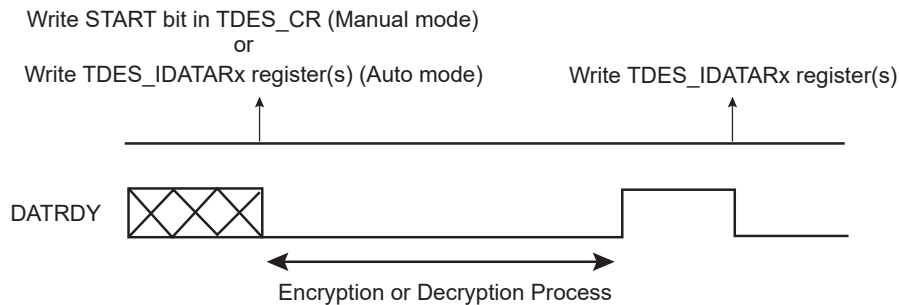 Write START bit in TDES_CR (Manual mode)
or
Write TDES_IDATARx register(s) (Auto mode)
Write TDES_IDATARx register(s)
DATRDY
Encryption or Decryption Process